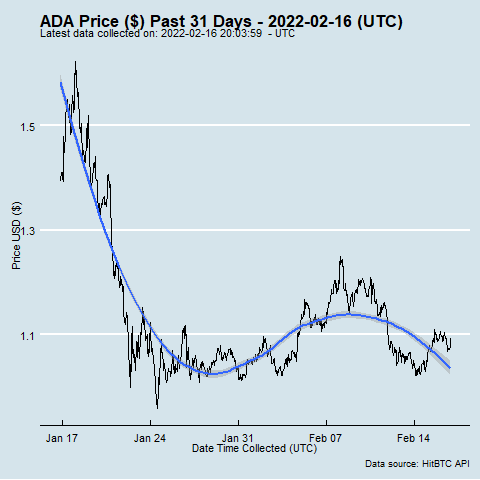 ADA Price ($) Past 31 Days - 2022-02-16 (UTC)
Latest data collected on: 2022-02-16 20:03:59 - UTC
1.5
1.3
1.1
Price USD ($)
Jan 17 Jan 24 Jan 31 Feb 07 Feb 14
Date Time Collected (UTC)
Data source: HitBTC API